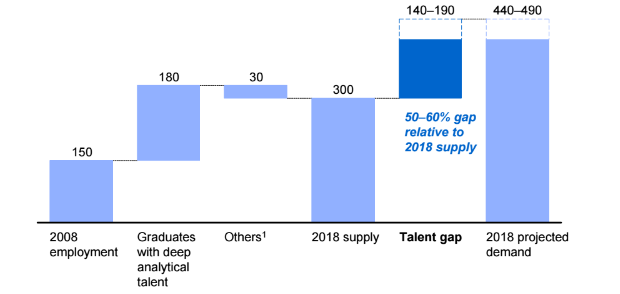 140–190
440–490
180
30
300
150
50–60% gap
relative to
2018 supply
2008
employment
Graduates
with deep
analytical
talent
Others¹
2018 supply
Talent gap
2018 projected
demand